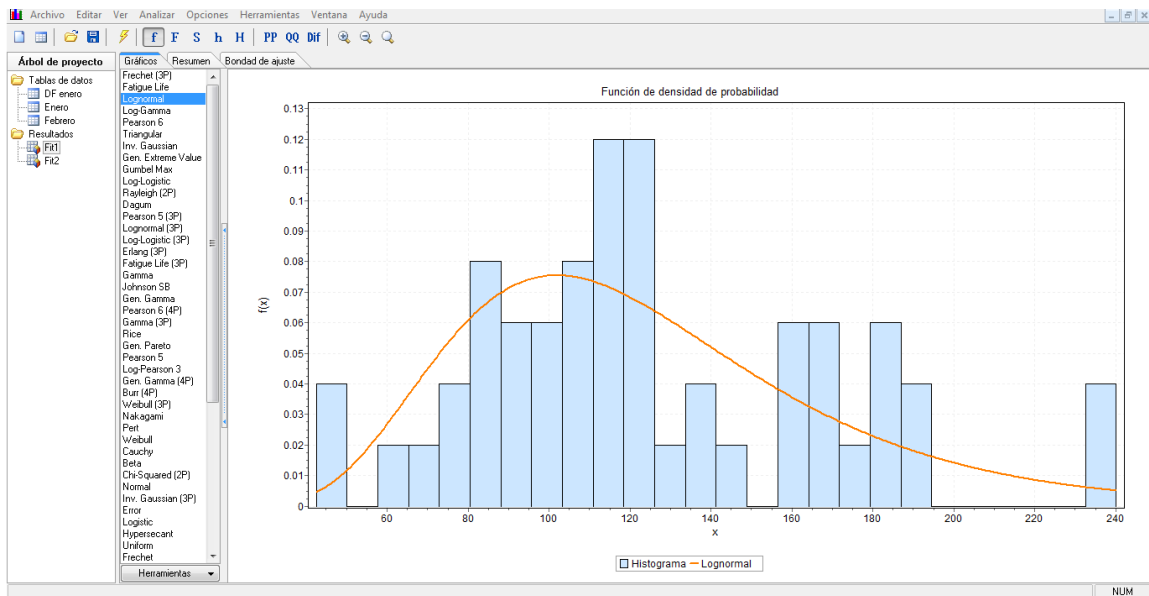 Archivo Editar Ver Analizar Opciones Herramientas Ventana Ayuda
f F S h H PP QQ Dif
Árbol de proyecto
Tablas de datos
DF enero
Enero
Febrero
Resultados
Fit1
Fit2
Gráficos Resumen Bondad de ajuste
Frechet (3P)
Fatigue Life
Lognormal
Log-Gamma
Pearson 6
Triangular
Inv. Gaussian
Gen. Extreme Value
Gumbel Max
Log-Logistic
Rayleigh (2P)
Dagum
Pearson 5 (3P)
Lognormal (3P)
Log-Logistic (3P)
Erlang (3P)
Fatigue Life (3P)
Gamma
Johnson SB
Gen. Gamma
Pearson 6 (4P)
Gamma (3P)
Rice
Gen. Pareto
Pearson 5
Log-Pearson 3
Gen. Gamma (4P)
Burr (4P)
Weibull (3P)
Nakagami
Pert
Weibull
Cauchy
Beta
Chi-Squared (2P)
Normal
Inv. Gaussian (3P)
Error
Logistic
Hypersecant
Uniform
Frechet
Herramientas
Función de densidad de probabilidad
f(x)
0.13
0.12
0.11
0.1
0.09
0.08
0.07
0.06
0.05
0.04
0.03
0.02
0.01
0
60 80 100 120 140 160 180 200 220 240
x
Histograma Lognormal
NUM